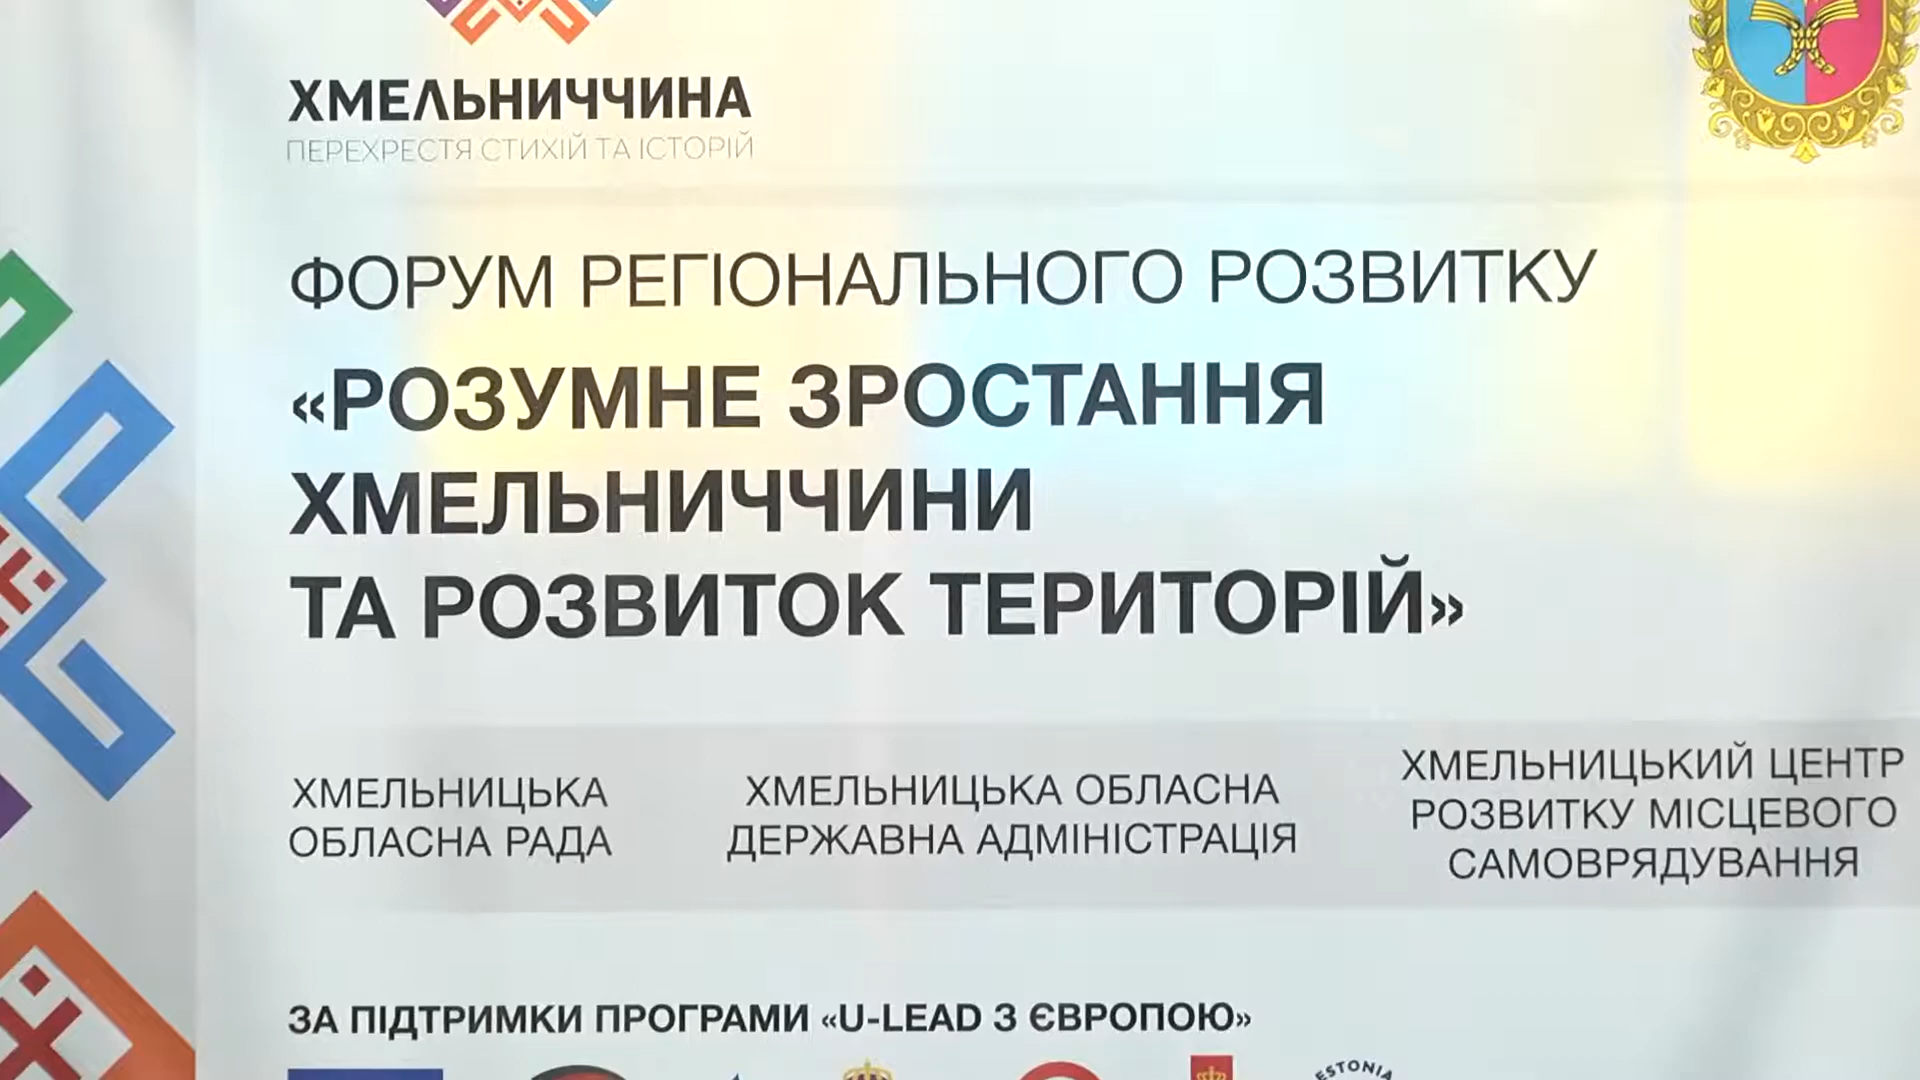 ХМЕЛЬНИЧЧИНА
ПЕРЕХРЕСТЯ СТИХІЙ ТА ІСТОРІЙ
ФОРУМ РЕГІОНАЛЬНОГО РОЗВИТКУ
«РОЗУМНЕ ЗРОСТАННЯ
ХМЕЛЬНИЧЧИНИ
ТА РОЗВИТОК ТЕРИТОРІЙ»
ХМЕЛЬНИЦЬКА
ОБЛАСНА РАДА
ХМЕЛЬНИЦЬКА ОБЛАСНА
ДЕРЖАВНА АДМІНІСТРАЦІЯ
ХМЕЛЬНИЦЬКИЙ ЦЕНТР
РОЗВИТКУ МІСЦЕВОГО
САМОВРЯДУВАННЯ
ЗА ПІДТРИМКИ ПРОГРАМИ «U-LEAD З ЄВРОПОЮ»
ESTONIA